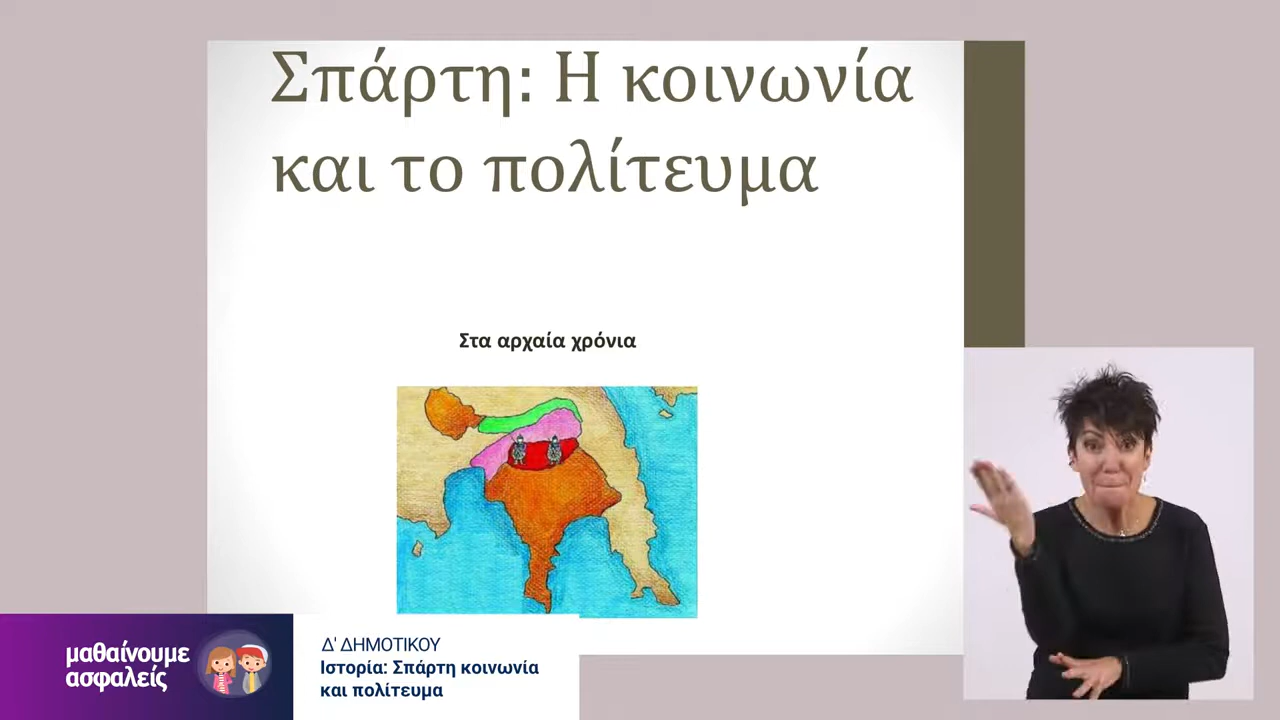 Σπάρτη: Η κοινωνία
και το πολίτευμα
Στα αρχαία χρόνια
μαθαίνουμε
ασφαλείς
Δ' ΔΗΜΟΤΙΚΟΥ
Ιστορία: Σπάρτη κοινωνία
και πολίτευμα